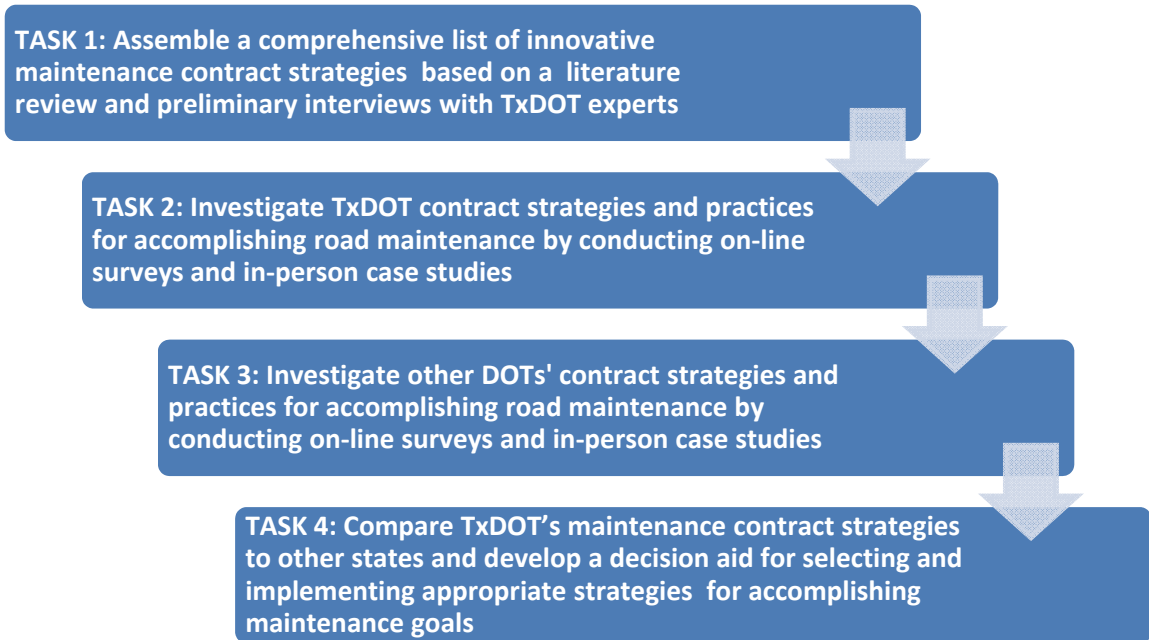 TASK 1: Assemble a comprehensive list of innovative
maintenance contract strategies based on a literature
review and preliminary interviews with TxDOT experts
TASK 2: Investigate TxDOT contract strategies and practices
for accomplishing road maintenance by conducting on-line
surveys and in-person case studies
TASK 3: Investigate other DOTs' contract strategies and
practices for accomplishing road maintenance by
conducting on-line surveys and in-person case studies
TASK 4: Compare TxDOT’s maintenance contract strategies
to other states and develop a decision aid for selecting and
implementing appropriate strategies for accomplishing
maintenance goals